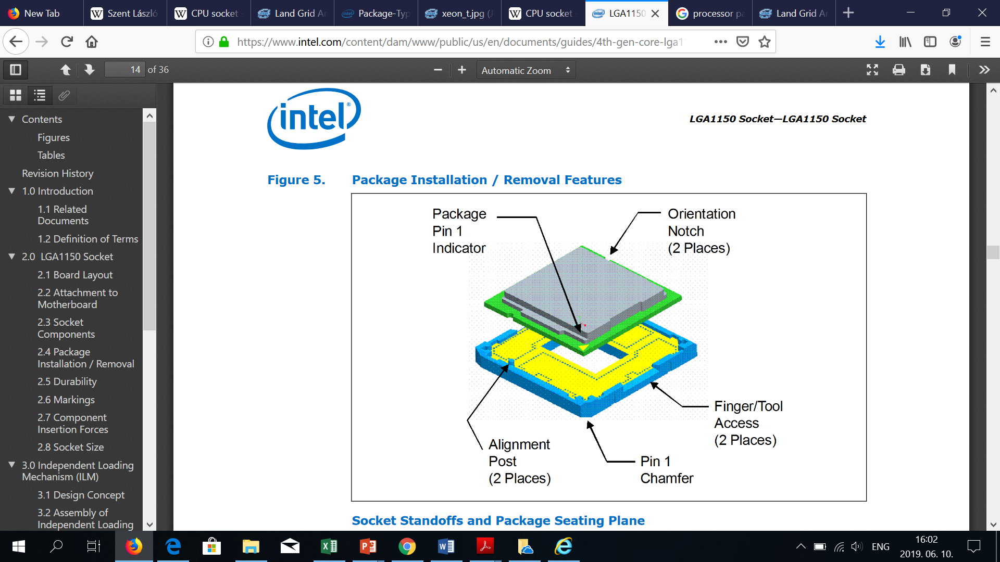 New Tab
Szent László
CPU socket
Land Grid Ar
Package-Typ
xeon_t.jpg (J
CPU socket
LGA1150
processor pa
Land Grid Ar
https://www.intel.com/content/dam/www/public/us/en/documents/guides/4th-gen-core-lga1
14 of 36
Automatic Zoom
Contents
Figures
Tables
Revision History
1.0 Introduction
1.1 Related
Documents
1.2 Definition of Terms
2.0 LGA1150 Socket
2.1 Board Layout
2.2 Attachment to
Motherboard
2.3 Socket
Components
2.4 Package
Installation / Removal
2.5 Durability
2.6 Markings
2.7 Component
Insertion Forces
2.8 Socket Size
3.0 Independent Loading
Mechanism (ILM)
3.1 Design Concept
3.2 Assembly of
Independent Loading
intel®
LGA1150 Socket—LGA1150 Socket
Figure 5. Package Installation / Removal Features
Package
Pin 1
Indicator
Orientation
Notch
(2 Places)
Finger/Tool
Access
(2 Places)
Alignment
Post
(2 Places)
Pin 1
Chamfer
Socket Standoffs and Package Seating Plane
ENG
16:02
2019. 06. 10.